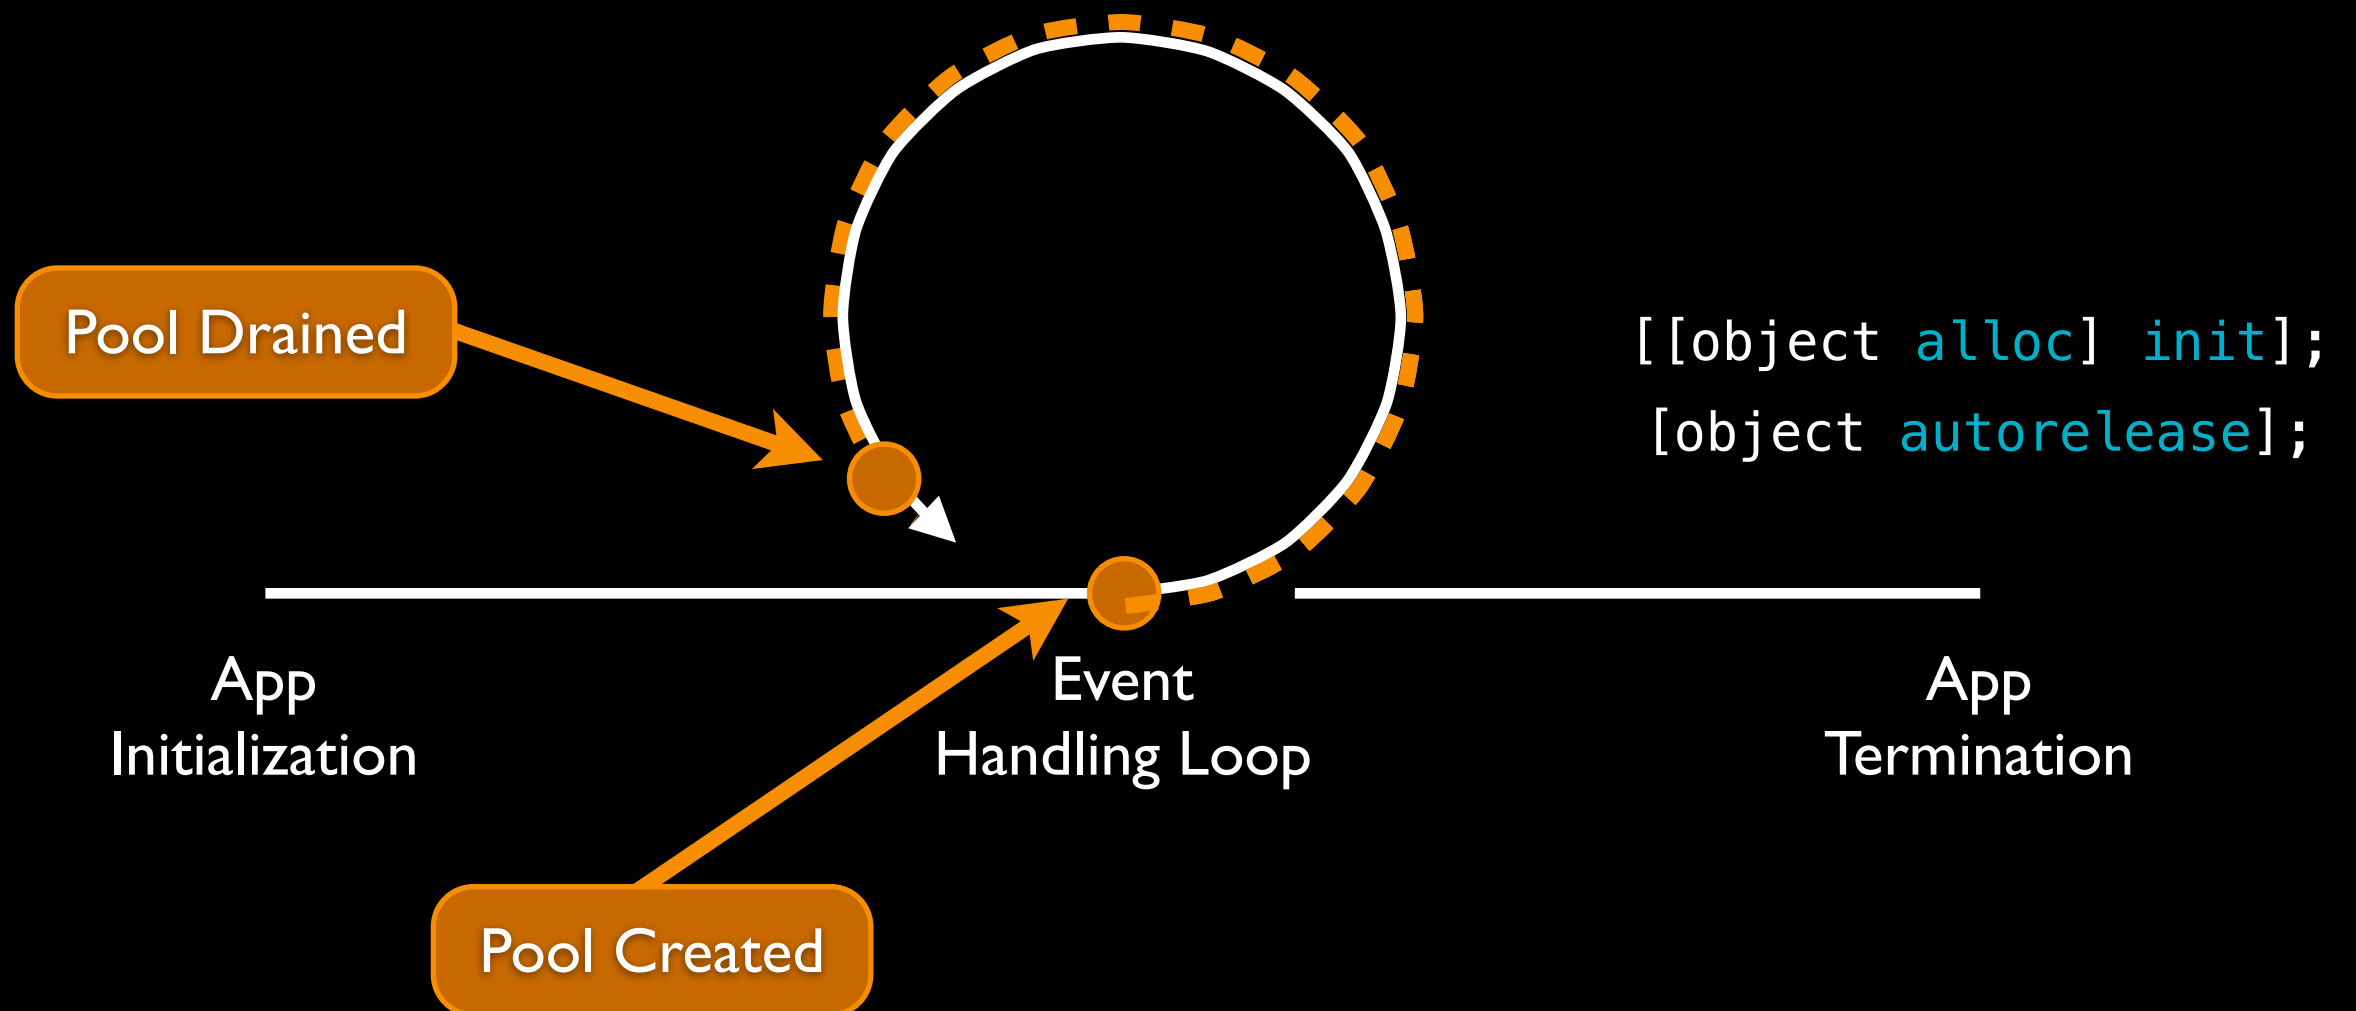 Pool Drained
[[object alloc] init];
[object autorelease];
App
Initialization
Event
Handling Loop
App
Termination
Pool Created